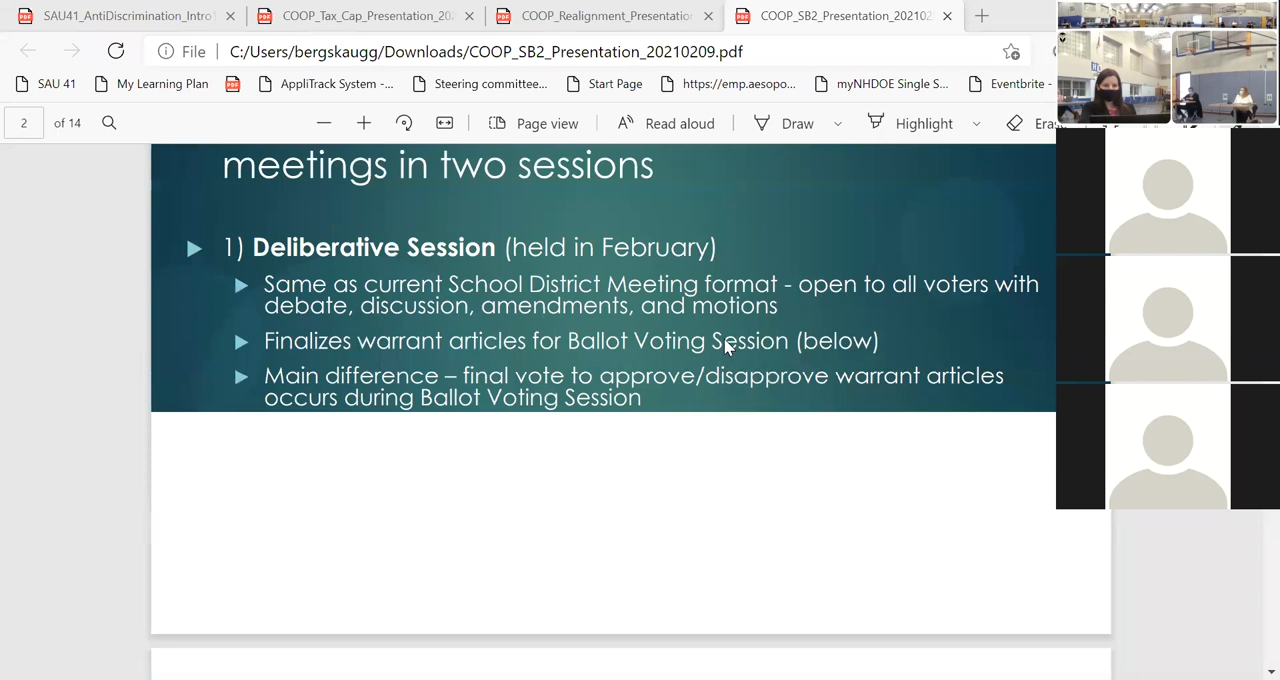 SAU41_AntiDiscrimination_Intro
COOP_Tax_Cap_Presentation_202
COOP_Realignment_Presentation
COOP_SB2_Presentation_202102
File C:/Users/bergskaugg/Downloads/COOP_SB2_Presentation_20210209.pdf
SAU 41 My Learning Plan AppliTrack System -... Steering committee... Start Page https://emp.aesopo... myNHDOE Single S... Eventbrite -
2 of 14 Page view Read aloud Draw Highlight
meetings in two sessions
1) Deliberative Session (held in February)
Same as current School District Meeting format - open to all voters with
debate, discussion, amendments, and motions
Finalizes warrant articles for Ballot Voting Session (below)
Main difference – final vote to approve/disapprove warrant articles
occurs during Ballot Voting Session